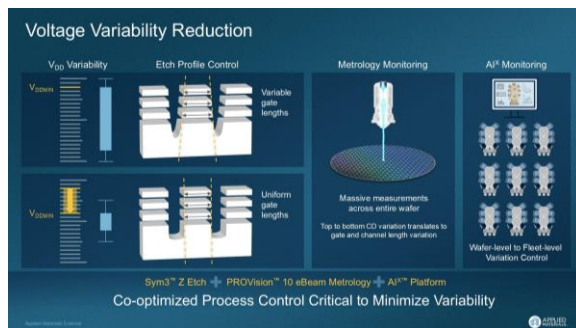 Voltage Variability Reduction
VDD Variability
Etch Profile Control
Metrology Monitoring
AIˣ Monitoring
VDDMIN
Variable
gate
lengths
VDDMIN
Uniform
gate
lengths
Massive measurements
across entire wafer
Top to bottom CD variation translates to
gate and channel length variation
Wafer-level to Fleet-level
Variation Control
Sym3™ Z Etch + PROVision™ 10 eBeam Metrology + AIˣ™ Platform
Co-optimized Process Control Critical to Minimize Variability
Applied Materials External
APPLIED
MATERIALS